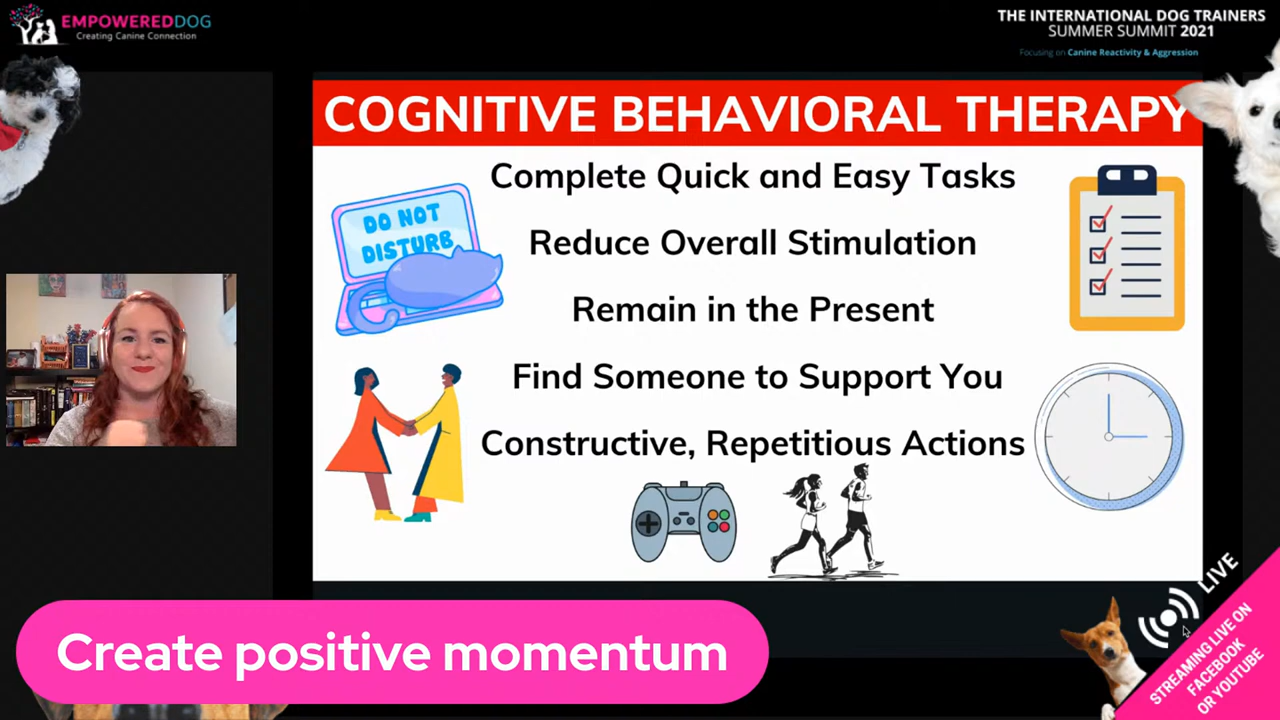 EMPOWEREDDOG
Creating Canine Connection
THE INTERNATIONAL DOG TRAINERS
SUMMER SUMMIT 2021
Focusing on Canine Reactivity & Aggression
COGNITIVE BEHAVIORAL THERAPY
Complete Quick and Easy Tasks
DO NOT
DISTURB
Reduce Overall Stimulation
Remain in the Present
Find Someone to Support You
Constructive, Repetitious Actions
LIVE
STREAMING LIVE ON
FACEBOOK
OR YOUTUBE
Create positive momentum